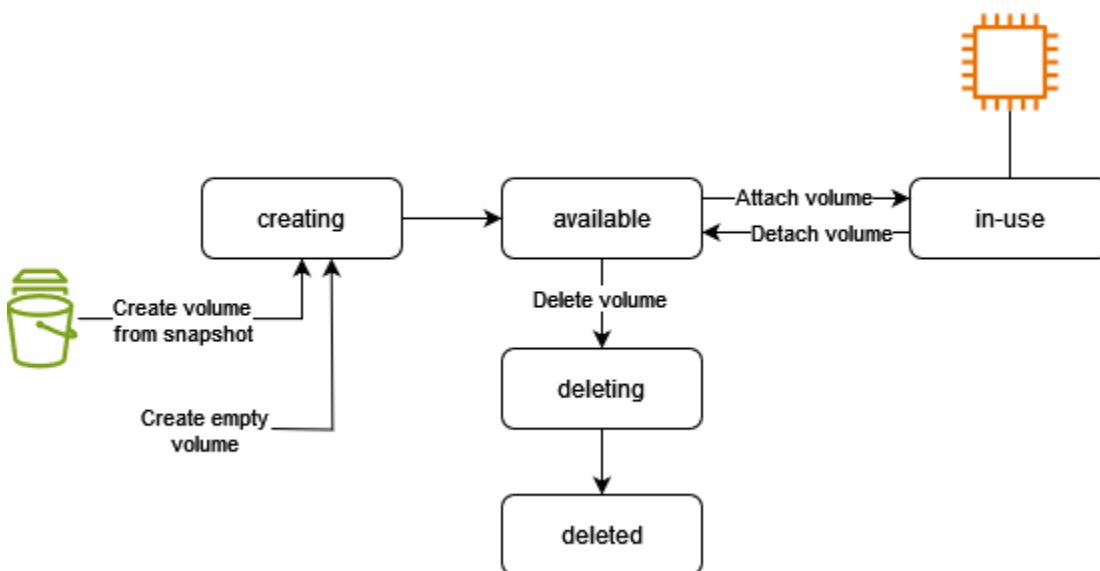 creating
available
Attach volume
Detach volume
in-use
Create volume
from snapshot
Delete volume
deleting
Create empty
volume
deleted